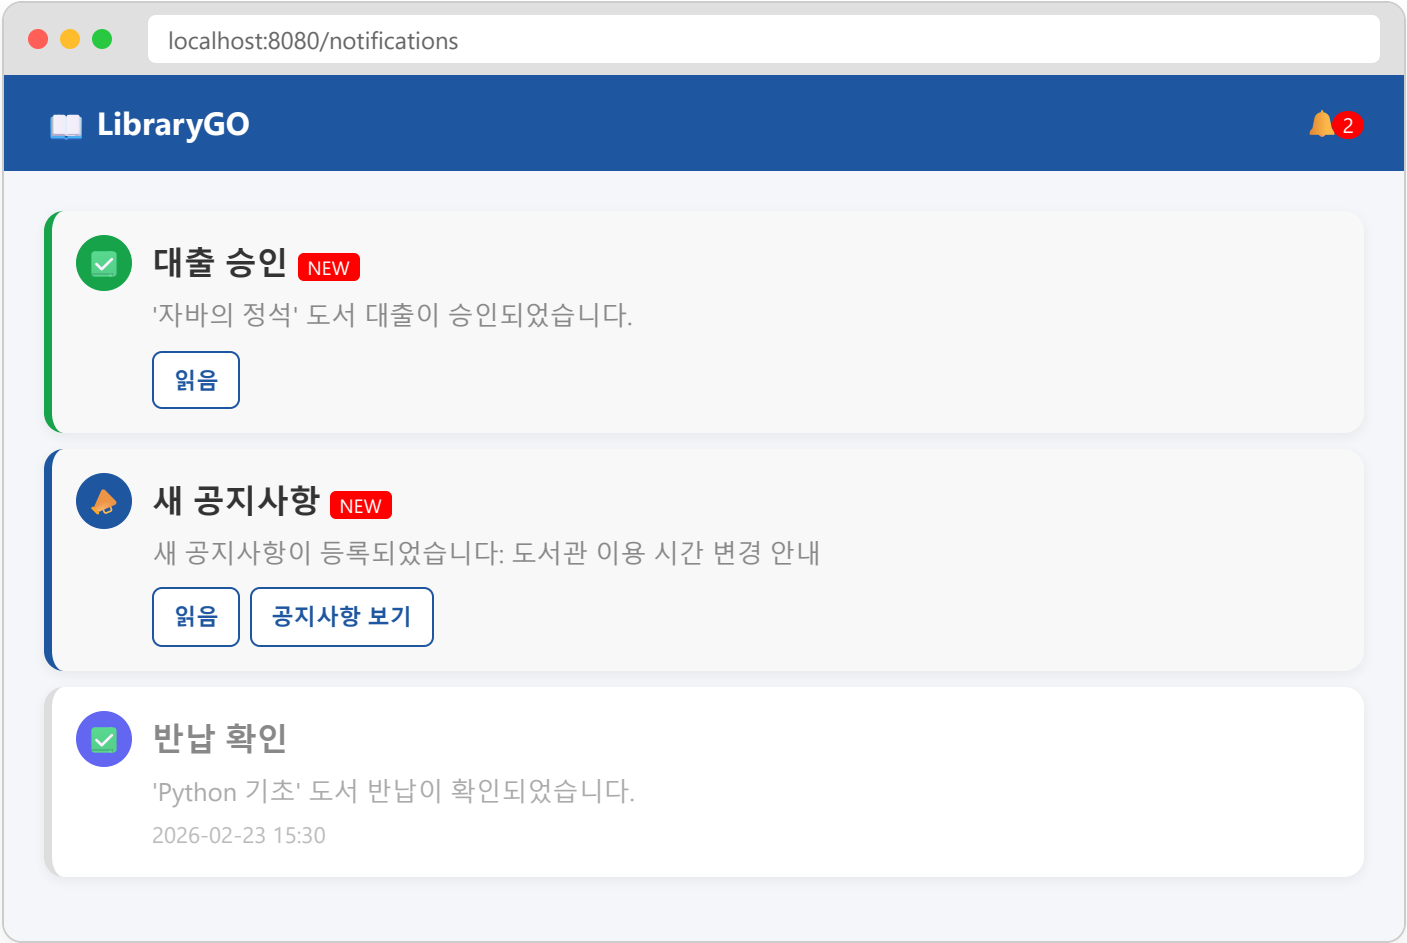 localhost:8080/notifications
LibraryGO
2
대출 승인 NEW
'자바의 정석' 도서 대출이 승인되었습니다.
읽음
새 공지사항 NEW
새 공지사항이 등록되었습니다: 도서관 이용 시간 변경 안내
읽음 공지사항 보기
반납 확인
'Python 기초' 도서 반납이 확인되었습니다.
2026-02-23 15:30